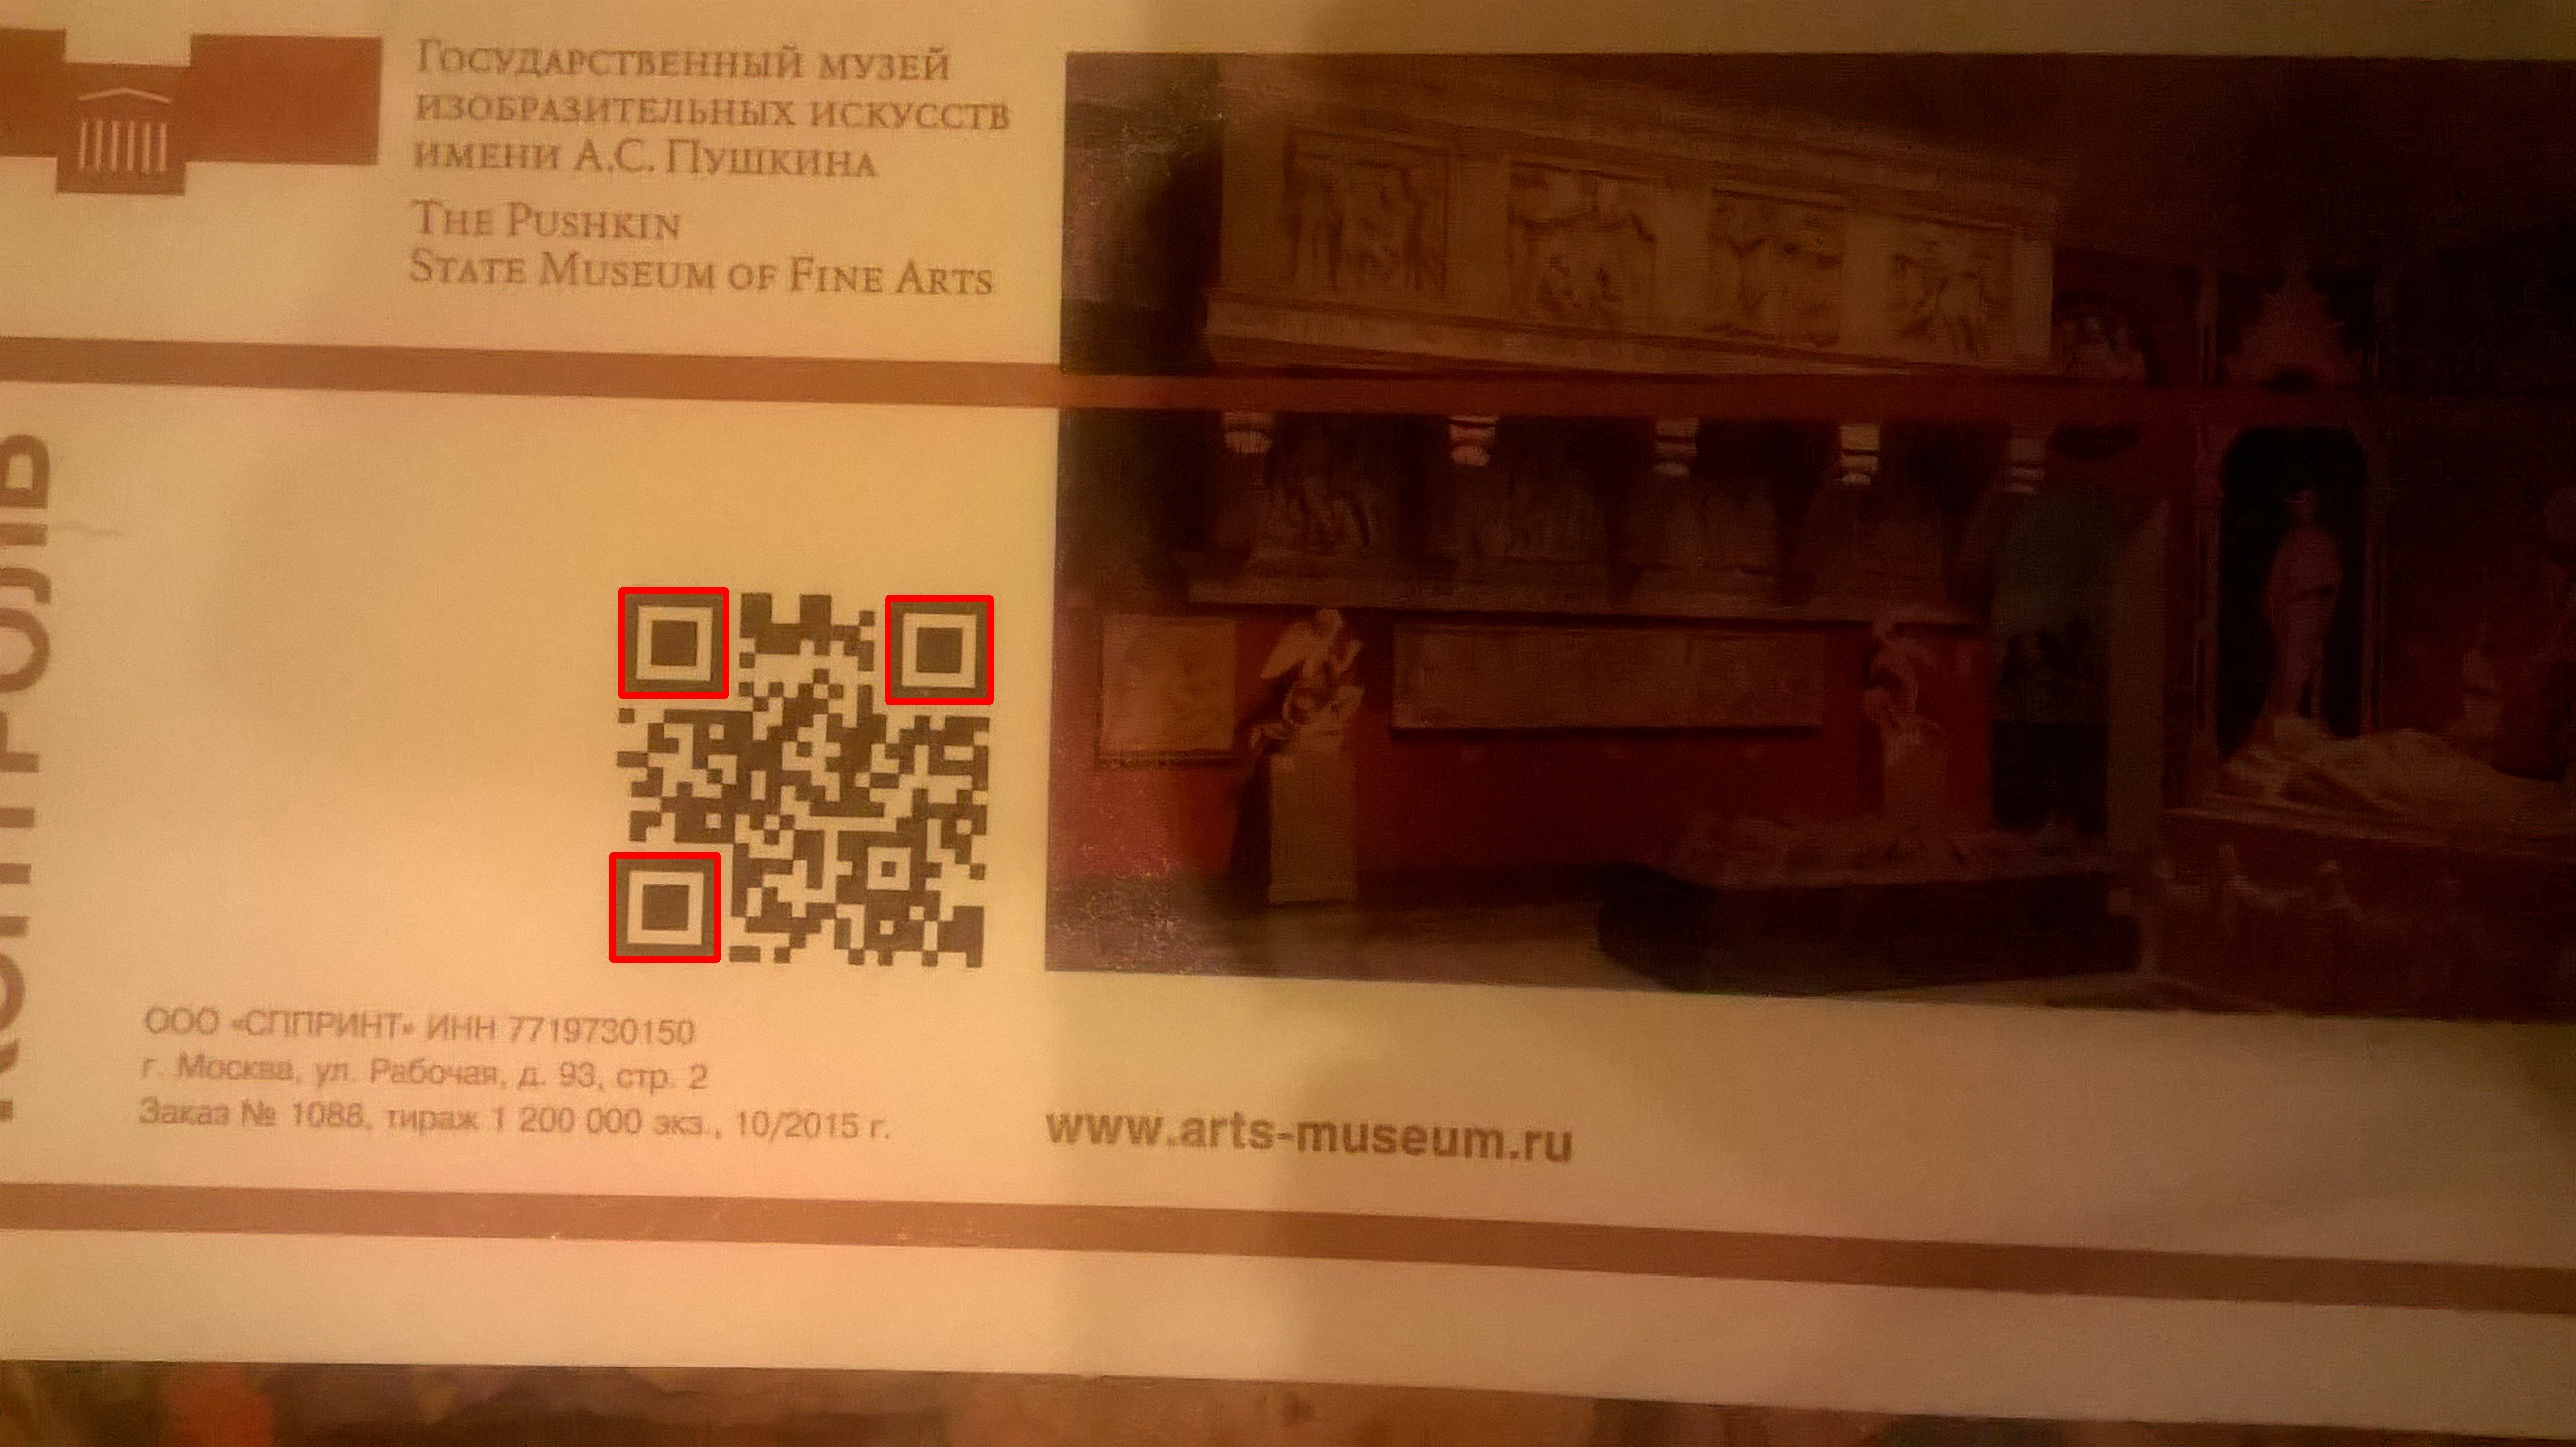 Государственный музей
изобразительных искусств
имени А.С. Пушкина
The Pushkin
State Museum of Fine Arts
ООО «СППРИНТ» ИНН 7719730150
г. Москва, ул. Рабочая, д. 93, стр. 2
Заказ № 1088, тираж 1 200 000 экз., 10/2015 г.
www.arts-museum.ru